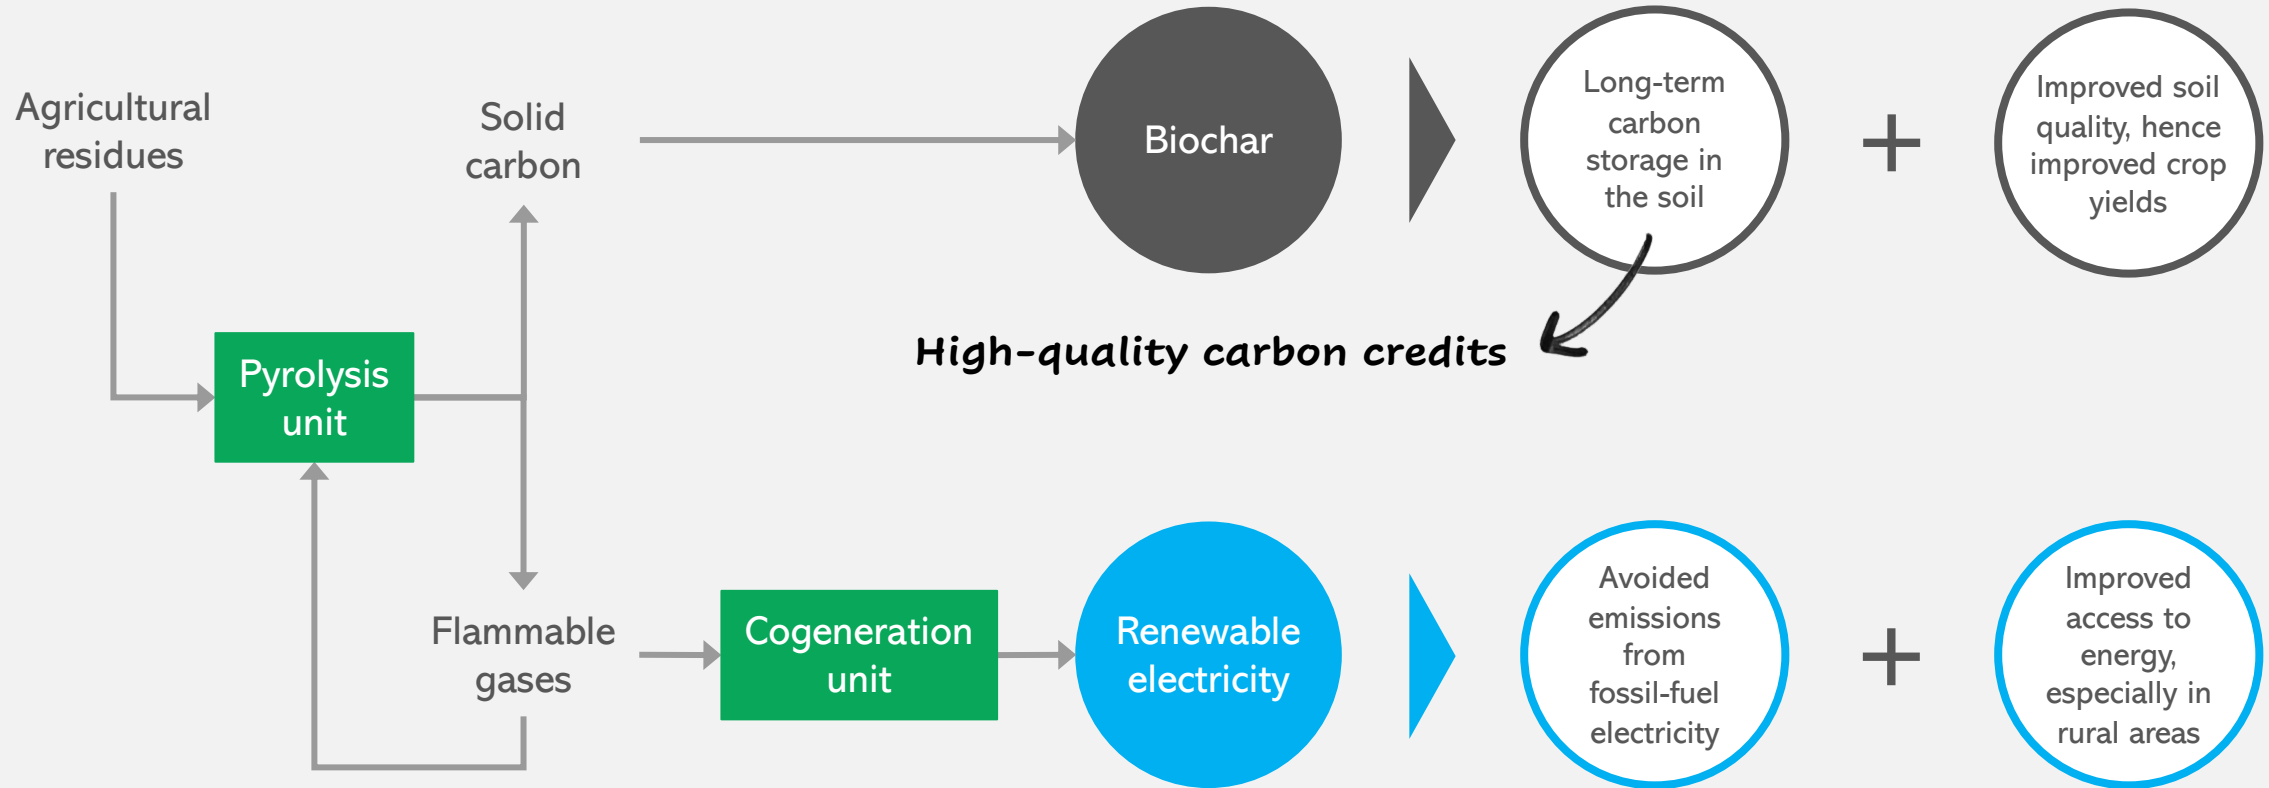 Agricultural
residues
Solid
carbon
Biochar
Long-term
carbon
storage in
the soil
Improved soil
quality, hence
improved crop
yields
High-quality carbon credits
Pyrolysis
unit
Flammable
gases
Cogeneration
unit
Renewable
electricity
Avoided
emissions
from
fossil-fuel
electricity
Improved
access to
energy,
especially in
rural areas